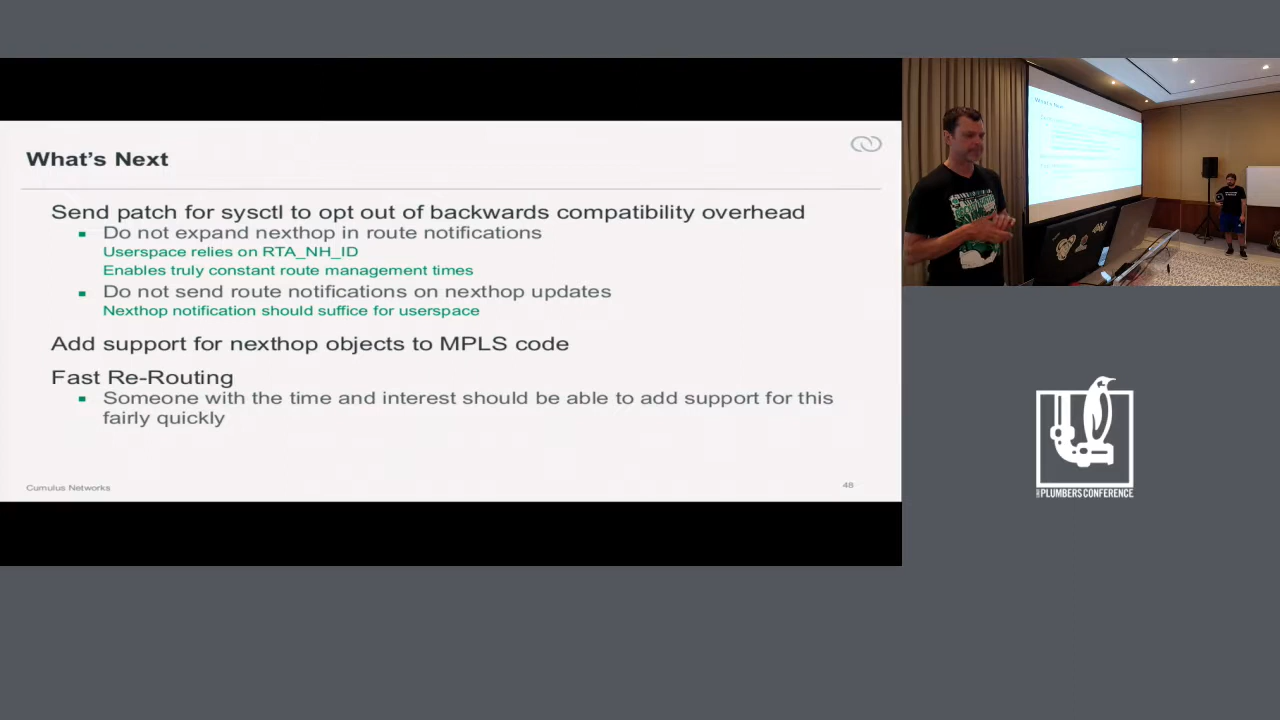 What's Next
Send patch for sysctl to opt out of backwards compatibility overhead
Do not expand nexthop in route notifications
Userspace relies on RTA_NH_ID
Enables truly constant route management times
Do not send route notifications on nexthop updates
Nexthop notification should suffice for userspace
Add support for nexthop objects to MPLS code
Fast Re-Routing
Someone with the time and interest should be able to add support for this
fairly quickly
Cumulus Networks
48
What's Next
PLUMBERS CONFERENCE